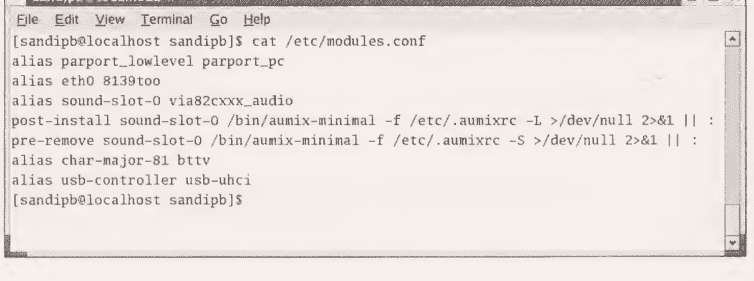 File Edit View Terminal Go Help
[sandipb@localhost sandipb]$ cat /etc/modules.conf
alias parport_lowlevel parport_pc
alias eth0 8139too
alias sound-slot-0 via82cxxx_audio
post-install sound-slot-0 /bin/aumix-minimal -f /etc/.aumixrc -L >/dev/null 2>&1 || :
pre-remove sound-slot-0 /bin/aumix-minimal -f /etc/.aumixrc -S >/dev/null 2>&1 || :
alias char-major-81 bttv
alias usb-controller usb-uhci
[sandipb@localhost sandipb]$